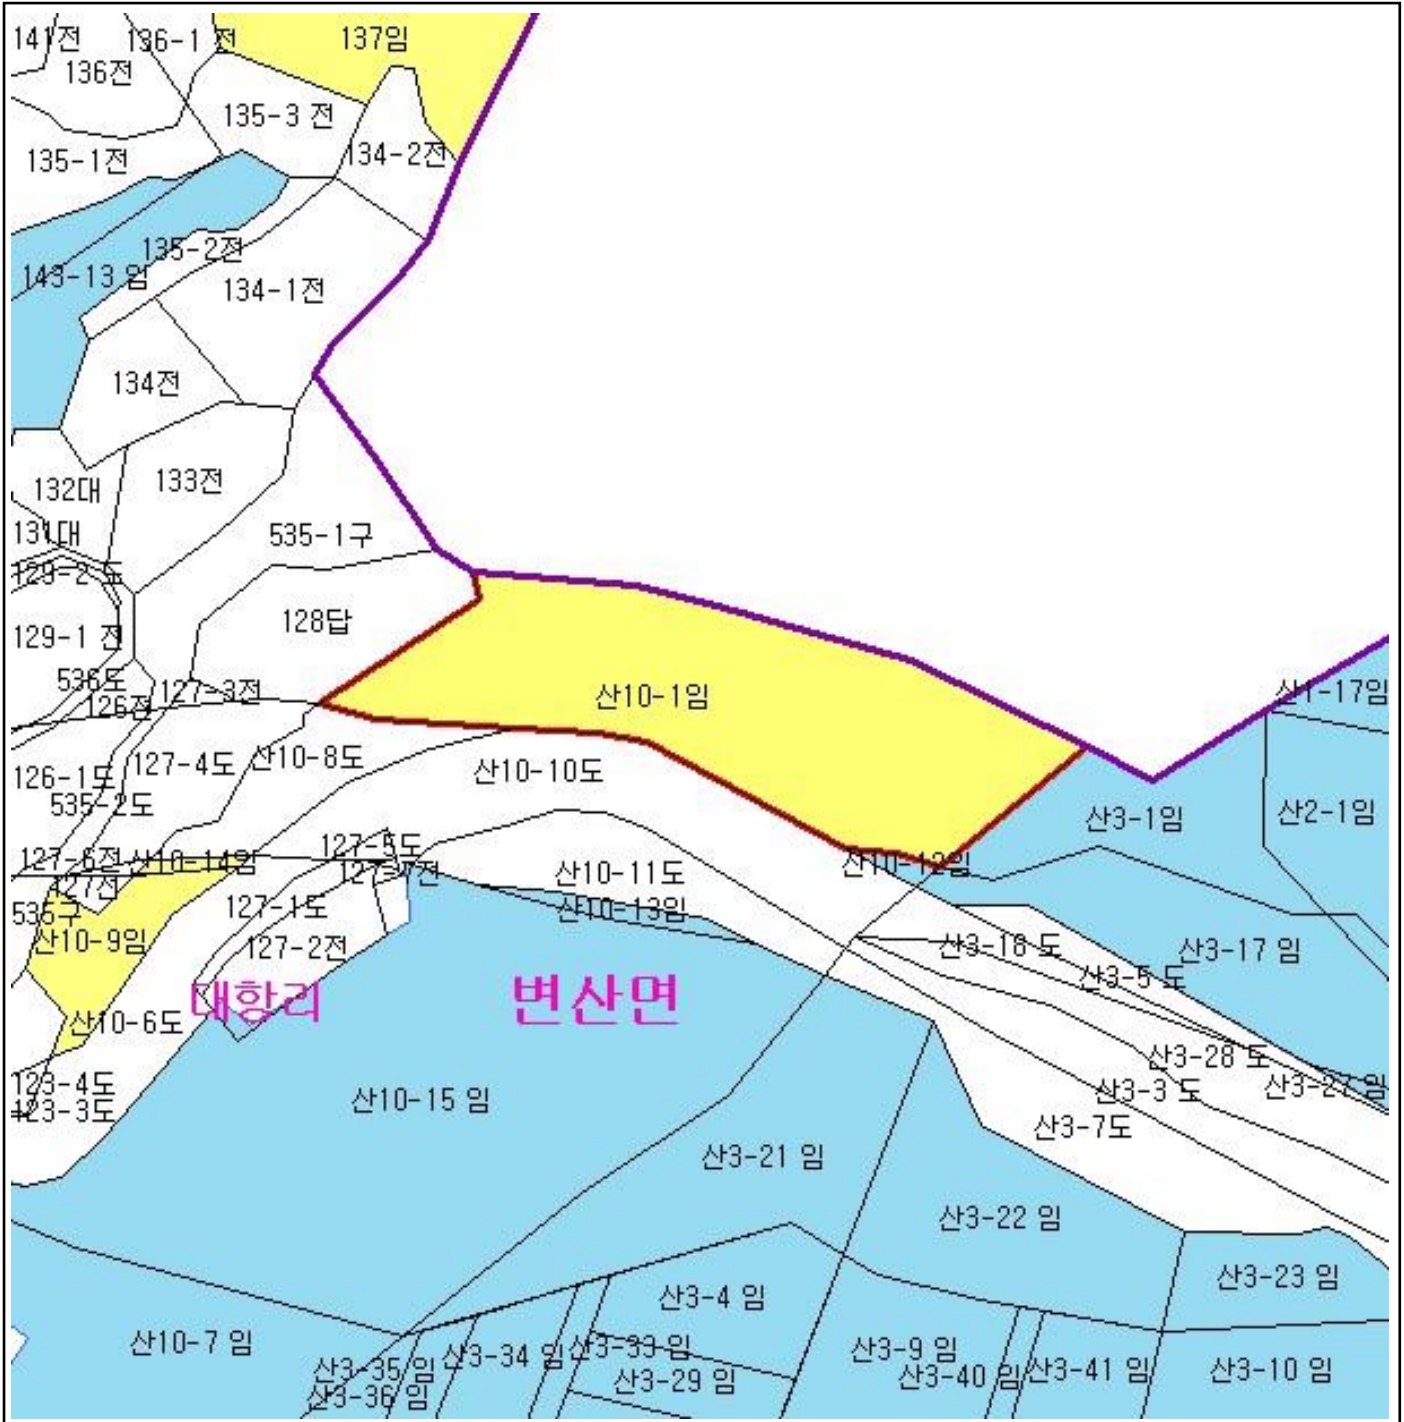 141전
136-1 전
137임
136전
135-3 전
134-2전
135-1전
135-2전
143-13 임
134-1전
134전
133전
132대
131대
535-1구
129-2 도
128답
129-1 전
536도
127-3전
126전
산10-1임
산1-17임
126-1도
127-4도
산10-8도
산10-10도
535-2도
산3-1임
산2-1임
127-5도
산10-14임
산10-12임
127전
산10-11도
127-1도
산10-13임
산10-9임
127-2전
산3-18 도
산3-17 임
산3-5 도
대항리
변산면
산10-6도
산3-28 도
123-4도
산3-3 도
산3-27 임
123-3도
산10-15 임
산3-7도
산3-21 임
산3-22 임
산3-23 임
산3-4 임
산10-7 임
산3-34 임
산3-33 임
산3-9 임
산3-35 임
산3-29 임
산3-40 임
산3-41 임
산3-10 임
산3-36 임